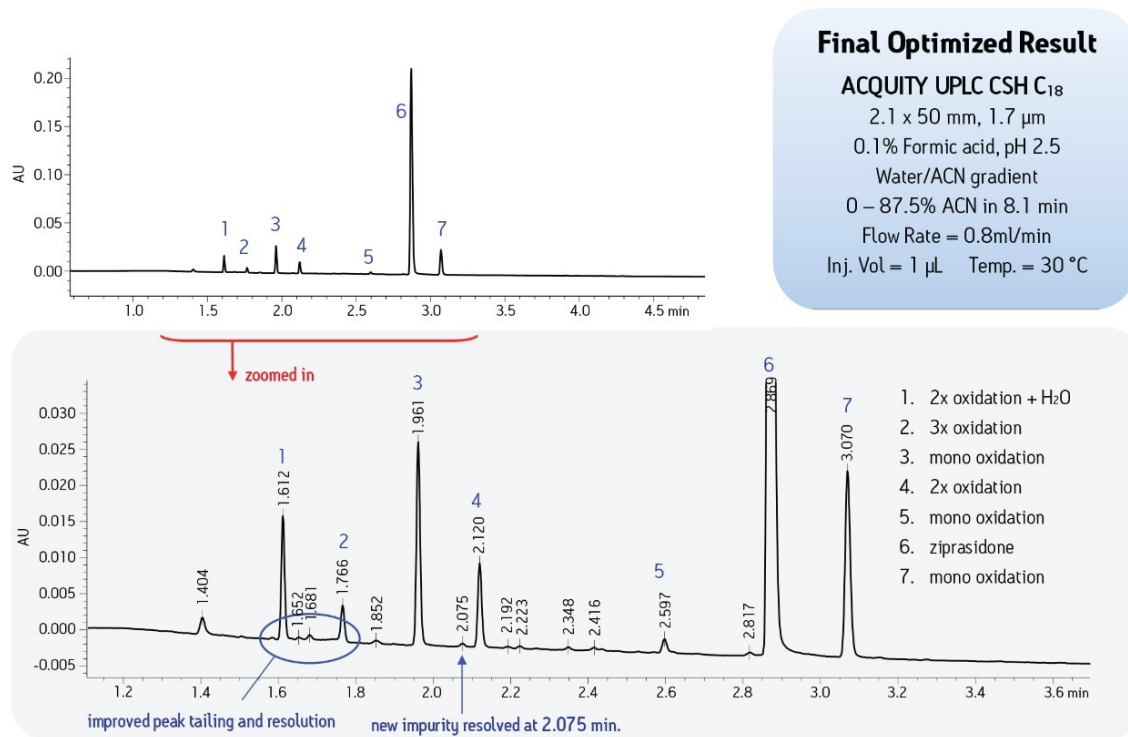 Final Optimized Result
ACQUITY UPLC CSH C₁₈
2.1 x 50 mm, 1.7 µm
0.1% Formic acid, pH 2.5
Water/ACN gradient
0 – 87.5% ACN in 8.1 min
Flow Rate = 0.8ml/min
Inj. Vol = 1 µL Temp. = 30 °C
AU
0.20
0.15
0.10
0.05
0.00
1
2
3
4
5
6
7
1.0 1.5 2.0 2.5 3.0 3.5 4.0 4.5 min
zoomed in
AU
0.030
0.025
0.020
0.015
0.010
0.005
0.000
-0.005
1.404
1
1.612
1.652
1.681
2
1.766
1.852
3
1.961
2.075
4
2.120
2.192
2.223
2.348
2.416
5
2.597
2.817
6
2.869
7
3.070
1.2 1.4 1.6 1.8 2.0 2.2 2.4 2.6 2.8 3.0 3.2 3.4 3.6 min
improved peak tailing and resolution
new impurity resolved at 2.075 min.
1. 2x oxidation + H₂O
2. 3x oxidation
3. mono oxidation
4. 2x oxidation
5. mono oxidation
6. ziprasidone
7. mono oxidation